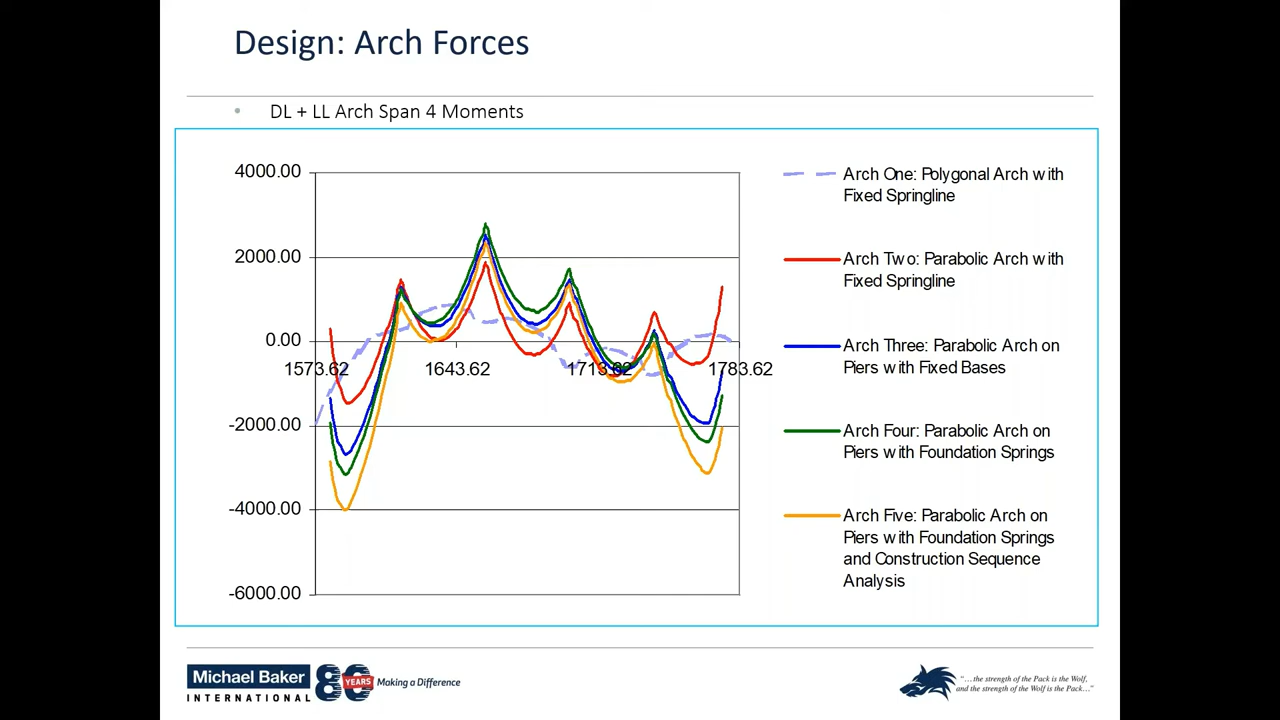 Design: Arch Forces
• DL + LL Arch Span 4 Moments
4000.00
2000.00
0.00
-2000.00
-4000.00
-6000.00
1573.62
1643.62
1713.62
1783.62
Arch One: Polygonal Arch with
Fixed Springline
Arch Two: Parabolic Arch with
Fixed Springline
Arch Three: Parabolic Arch on
Piers with Fixed Bases
Arch Four: Parabolic Arch on
Piers with Foundation Springs
Arch Five: Parabolic Arch on
Piers with Foundation Springs
and Construction Sequence
Analysis
Michael Baker
INTERNATIONAL
80
YEARS
Making a Difference
“…the strength of the Pack is the Wolf,
and the strength of the Wolf is the Pack…”